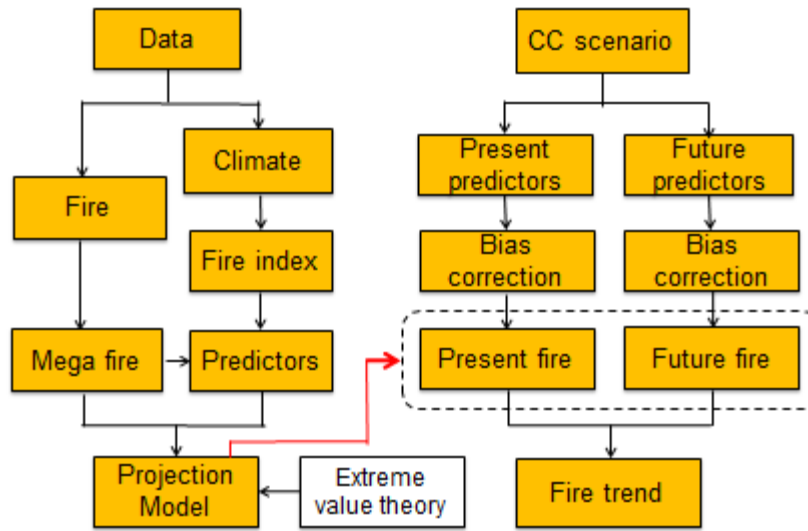 Data
CC scenario
Climate
Present
predictors
Future
predictors
Fire
Fire index
Bias
correction
Bias
correction
Mega fire
Predictors
Present fire
Future fire
Projection
Model
Extreme
value theory
Fire trend